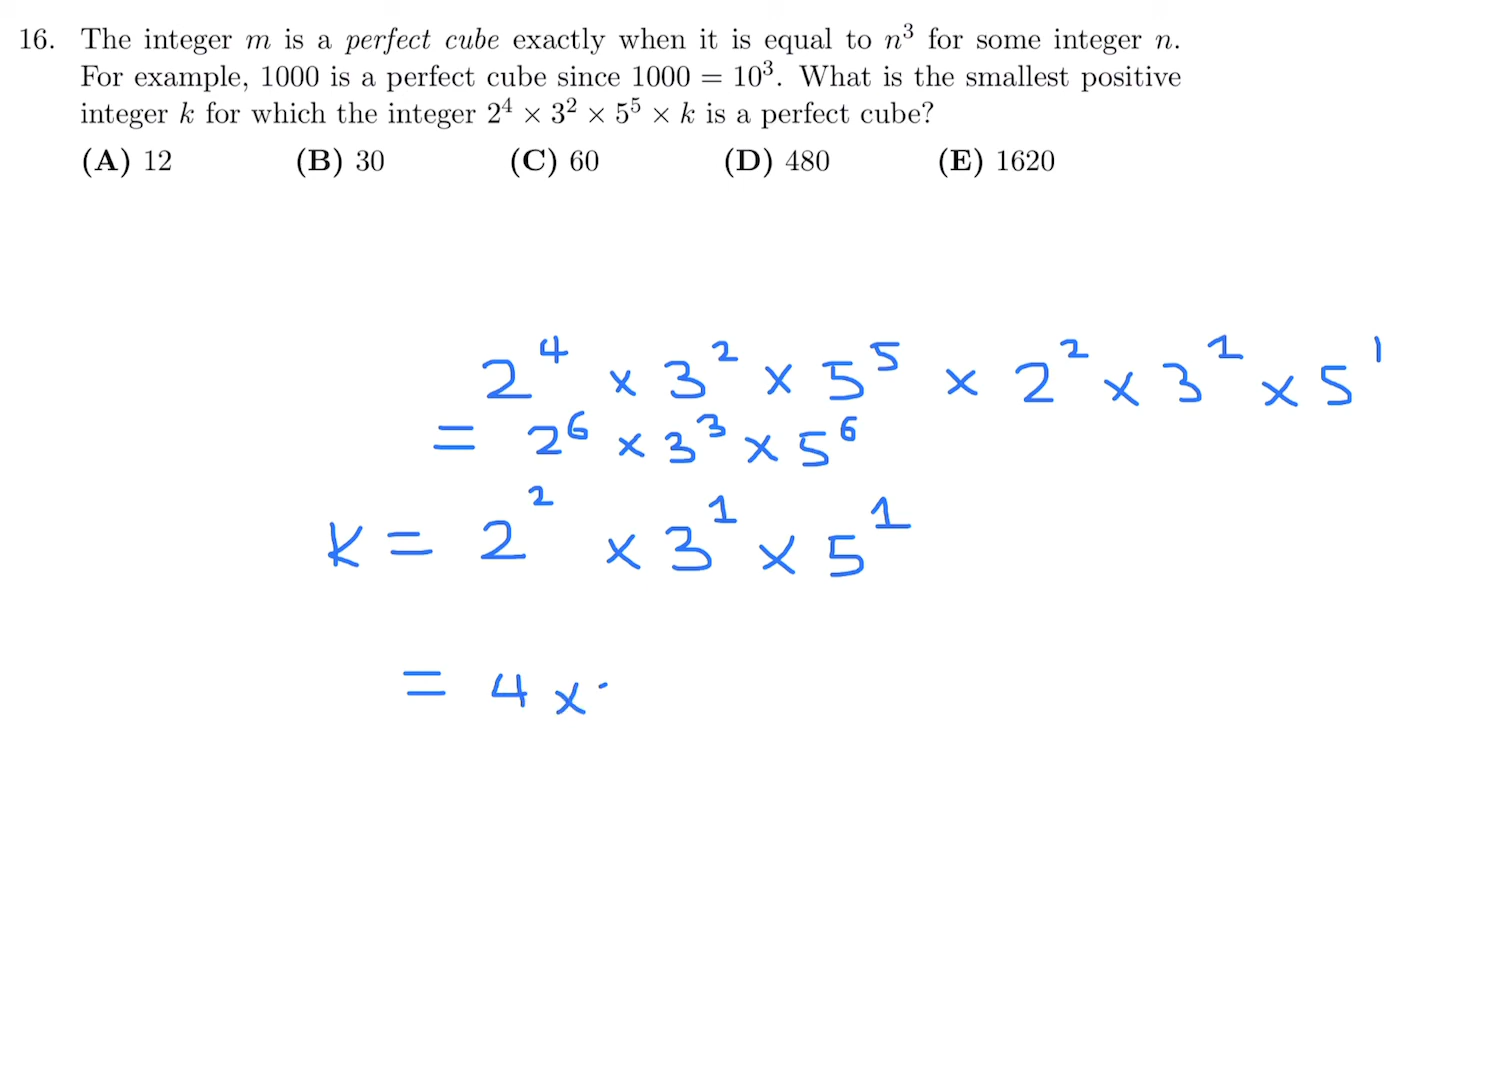 16. The integer m is a perfect cube exactly when it is equal to n³ for some integer n.
For example, 1000 is a perfect cube since 1000 = 10³. What is the smallest positive
integer k for which the integer 2⁴ × 3² × 5⁵ × k is a perfect cube?
(A) 12 (B) 30 (C) 60 (D) 480 (E) 1620
2⁴ × 3² × 5⁵ × 2² × 3¹ × 5¹
= 2⁶ × 3³ × 5⁶
k = 2² × 3¹ × 5¹
= 4 ×